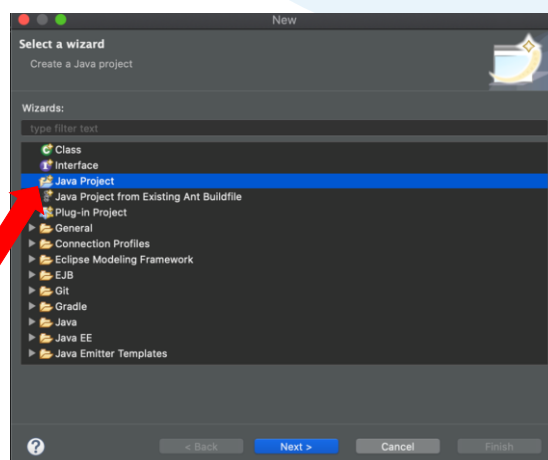 New
Select a wizard
Create a Java project
Wizards:
type filter text
Class
Interface
Java Project
Java Project from Existing Ant Buildfile
Plug-in Project
General
Connection Profiles
Eclipse Modeling Framework
EJB
Git
Gradle
Java
Java EE
Java Emitter Templates
? < Back Next > Cancel Finish